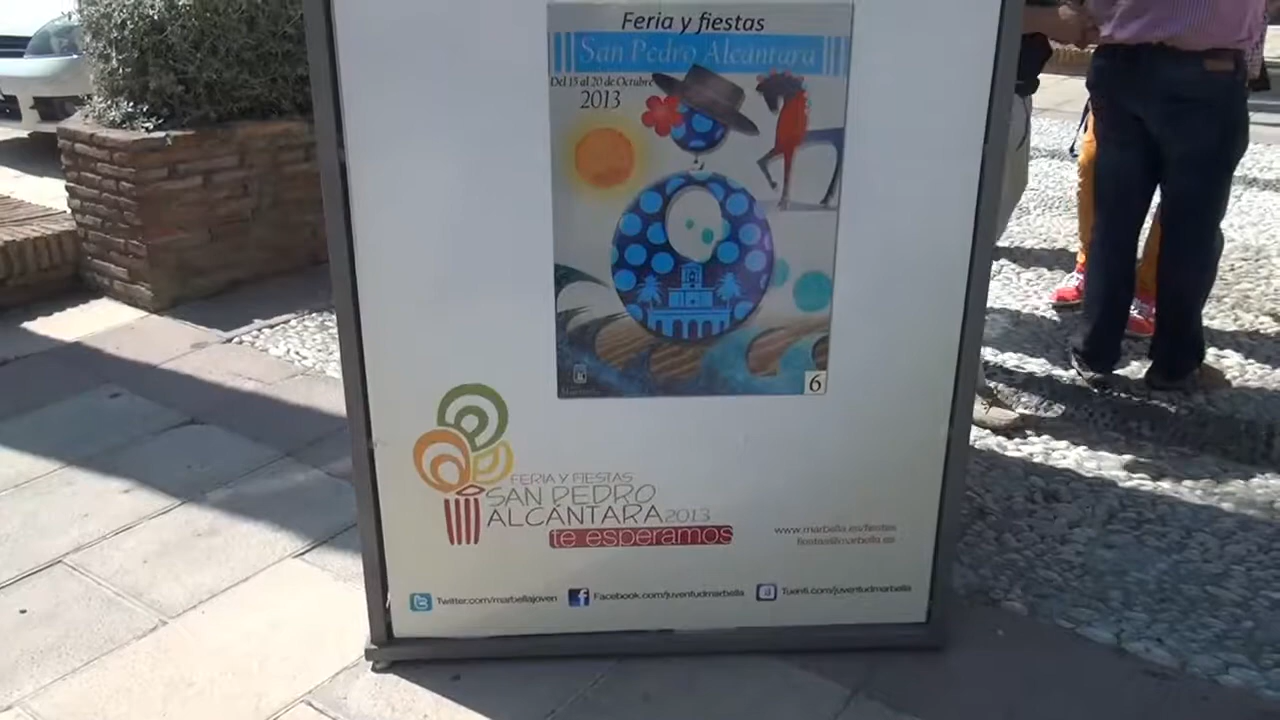 Feria y fiestas
San Pedro Alcántara
Del 15 al 20 de Octubre
2013
6
FERIA Y FIESTAS
SAN PEDRO
ALCÁNTARA 2013
te esperamos
www.marbella.es/fiestas
fiestas@marbella.es
Twitter.com/marbellajoven
Facebook.com/juventudmarbella
Tuenti.com/juventudmarbella